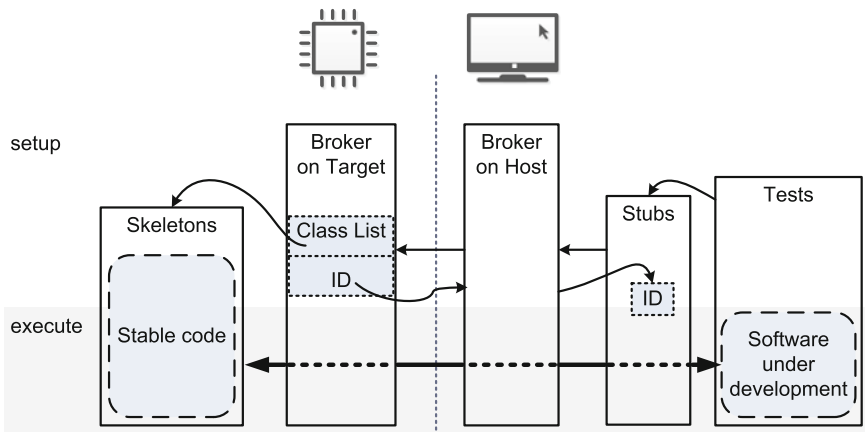 setup
Broker
on Target
Broker
on Host
Skeletons
Class List
ID
Stubs
ID
Tests
execute
Stable code
Software
under
development